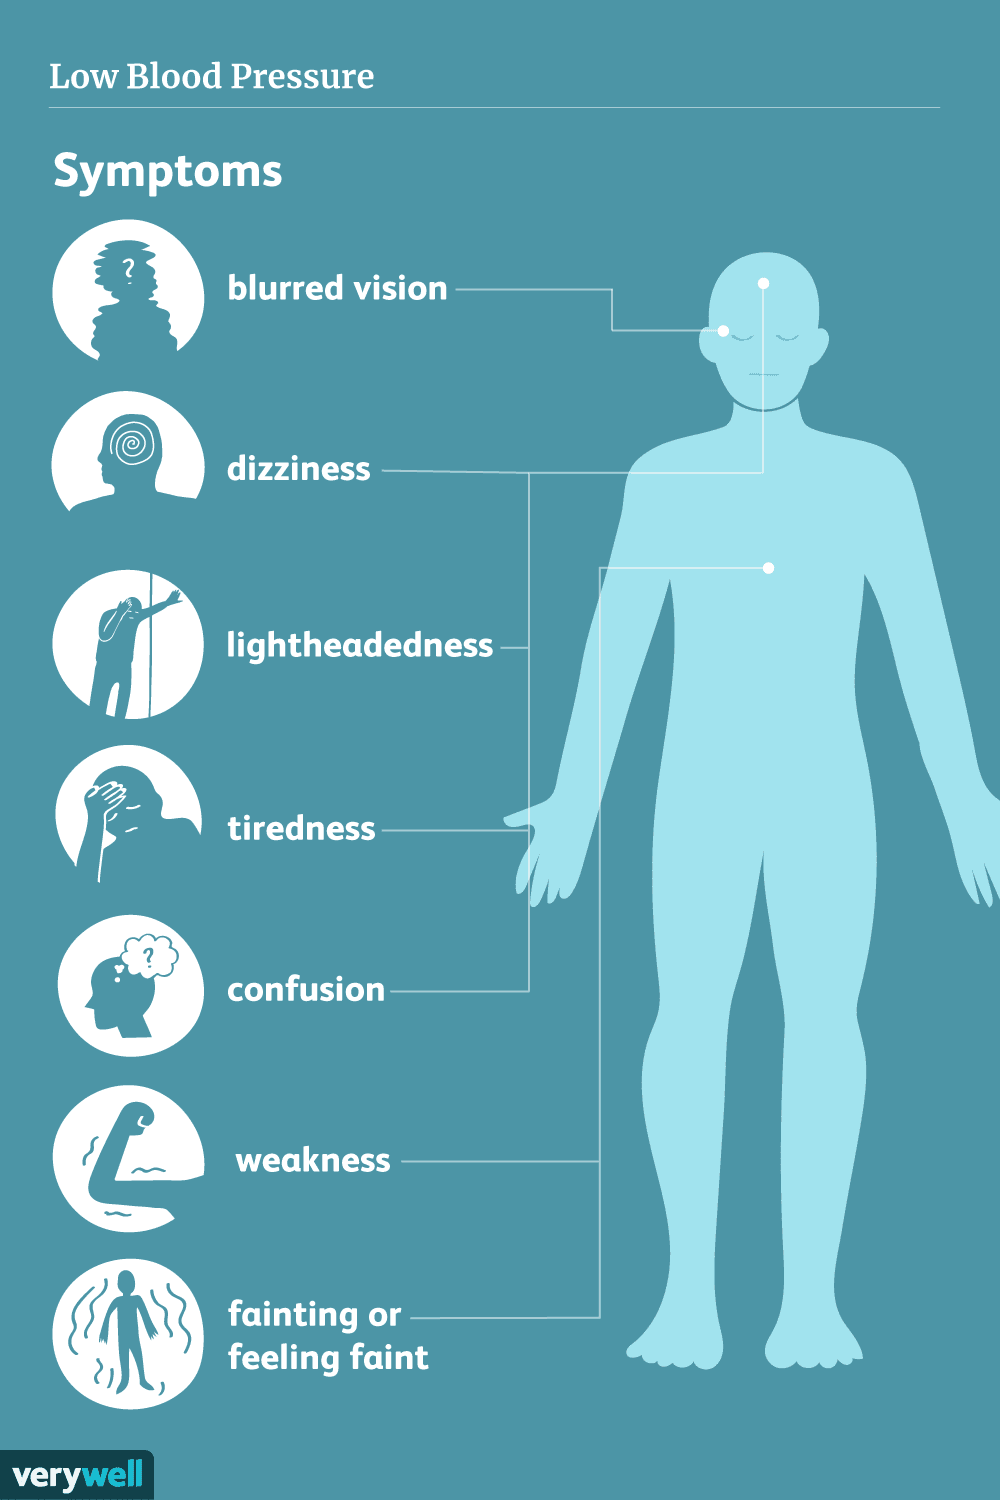 Low Blood Pressure
Symptoms
?
blurred vision
dizziness
lightheadedness
tiredness
?
confusion
weakness
fainting or
feeling faint
verywell